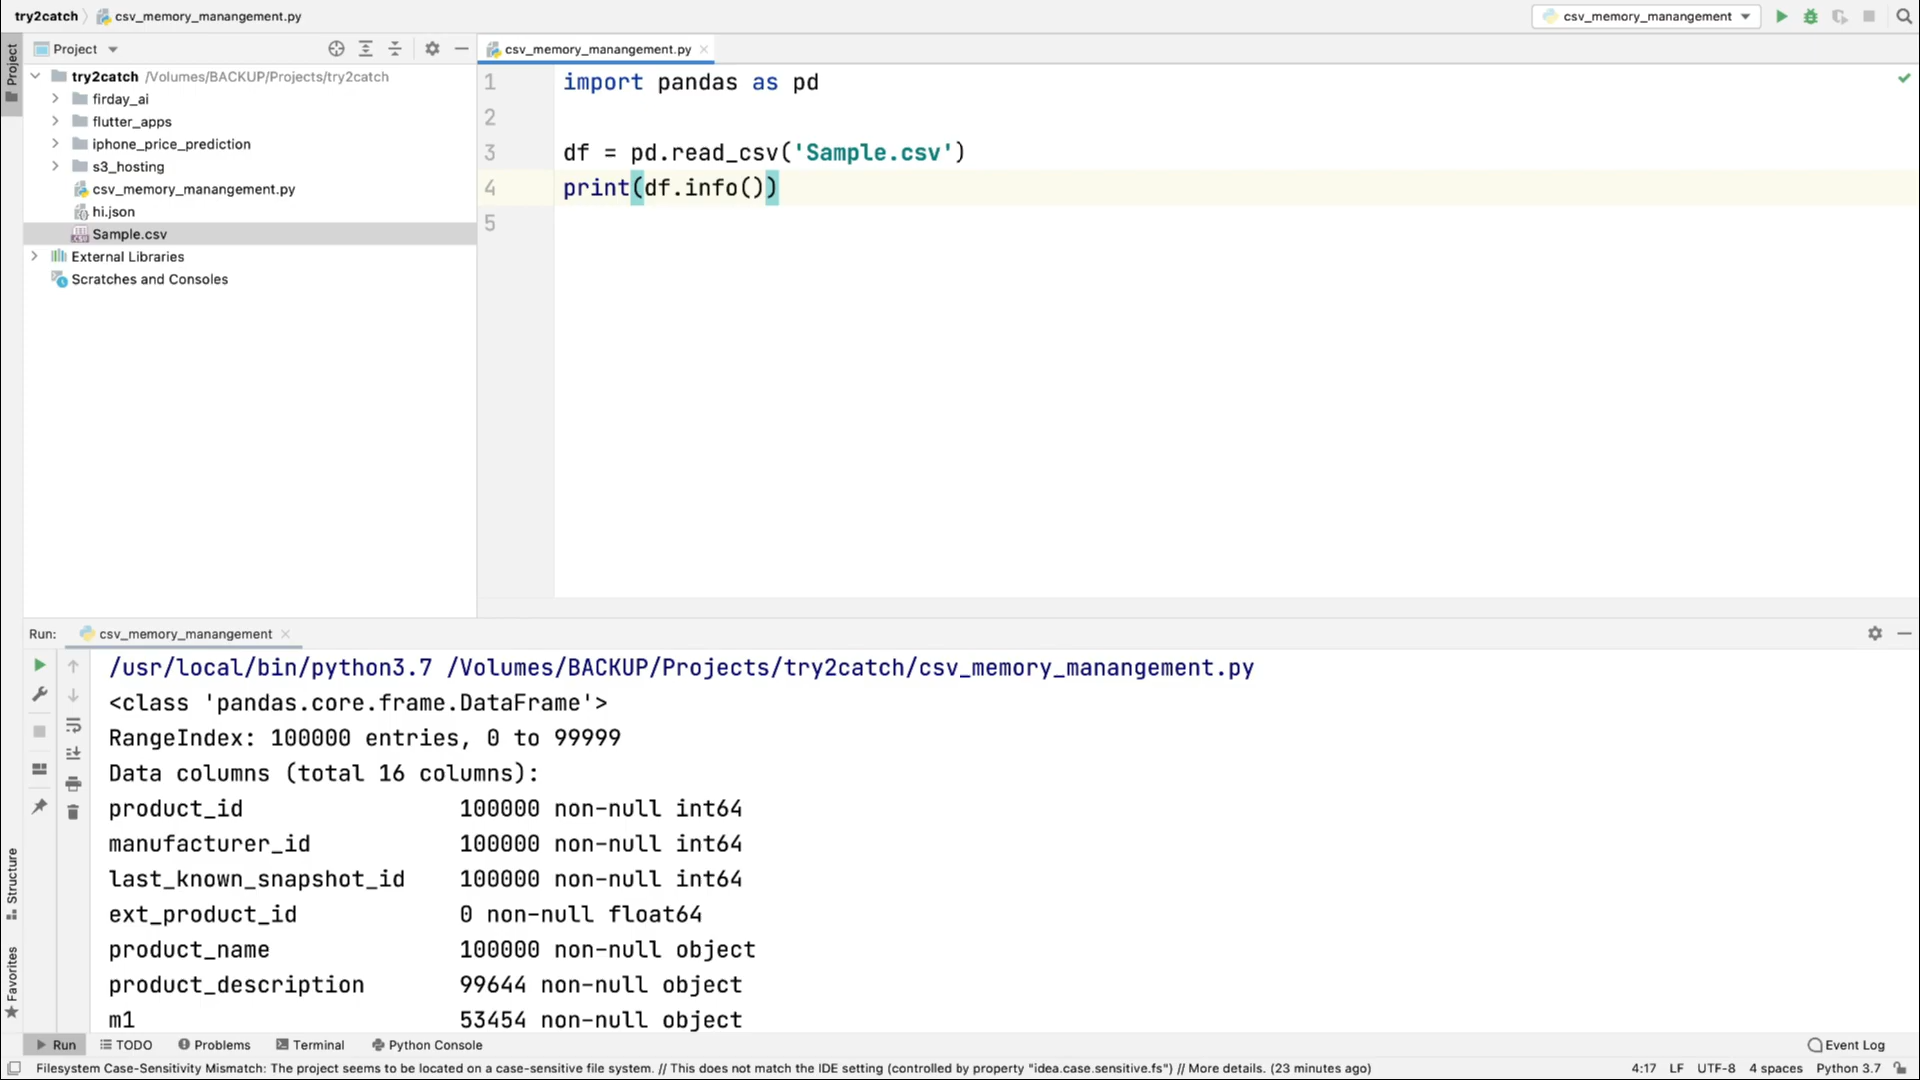 try2catch csv_memory_manangement.py csv_memory_manangement
Project csv_memory_manangement.py
Project
try2catch /Volumes/BACKUP/Projects/try2catch
firday_ai
flutter_apps
iphone_price_prediction
s3_hosting
csv_memory_manangement.py
hi.json
Sample.csv
External Libraries
Scratches and Consoles
1 import pandas as pd
2
3 df = pd.read_csv('Sample.csv')
4 print(df.info())
5
Run: csv_memory_manangement
/usr/local/bin/python3.7 /Volumes/BACKUP/Projects/try2catch/csv_memory_manangement.py
<class 'pandas.core.frame.DataFrame'>
RangeIndex: 100000 entries, 0 to 99999
Data columns (total 16 columns):
product_id 100000 non-null int64
manufacturer_id 100000 non-null int64
last_known_snapshot_id 100000 non-null int64
ext_product_id 0 non-null float64
product_name 100000 non-null object
product_description 99644 non-null object
m1 53454 non-null object
Structure
Favorites
Run TODO Problems Terminal Python Console Event Log
Filesystem Case-Sensitivity Mismatch: The project seems to be located on a case-sensitive file system. // This does not match the IDE setting (controlled by property "idea.case.sensitive.fs") // More details. (23 minutes ago) 4:17 LF UTF-8 4 spaces Python 3.7